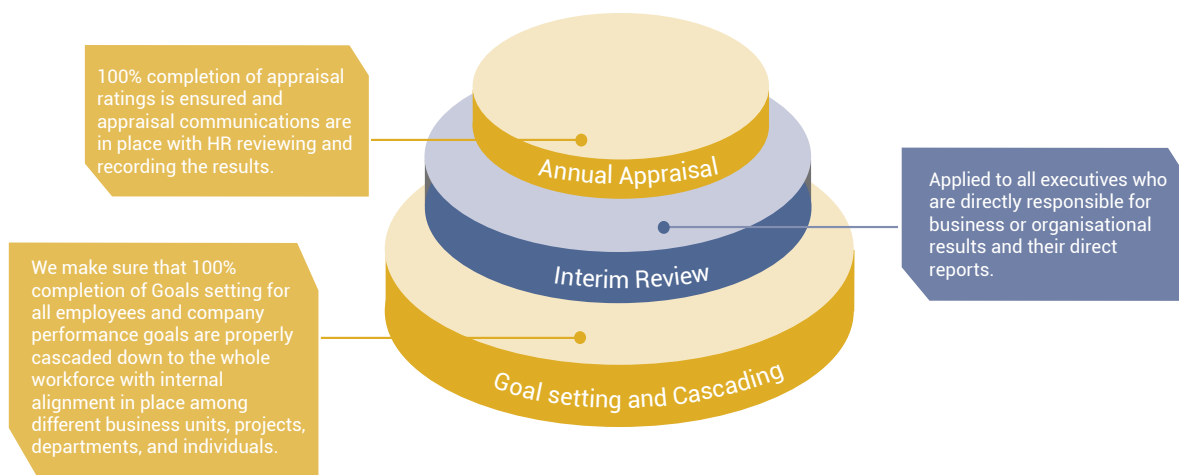 100% completion of appraisal
ratings is ensured and
appraisal communications are
in place with HR reviewing and
recording the results.
Annual Appraisal
Applied to all executives who
are directly responsible for
business or organisational
results and their direct
reports.
Interim Review
We make sure that 100%
completion of Goals setting for
all employees and company
performance goals are properly
cascaded down to the whole
workforce with internal
alignment in place among
different business units, projects,
departments, and individuals.
Goal setting and Cascading